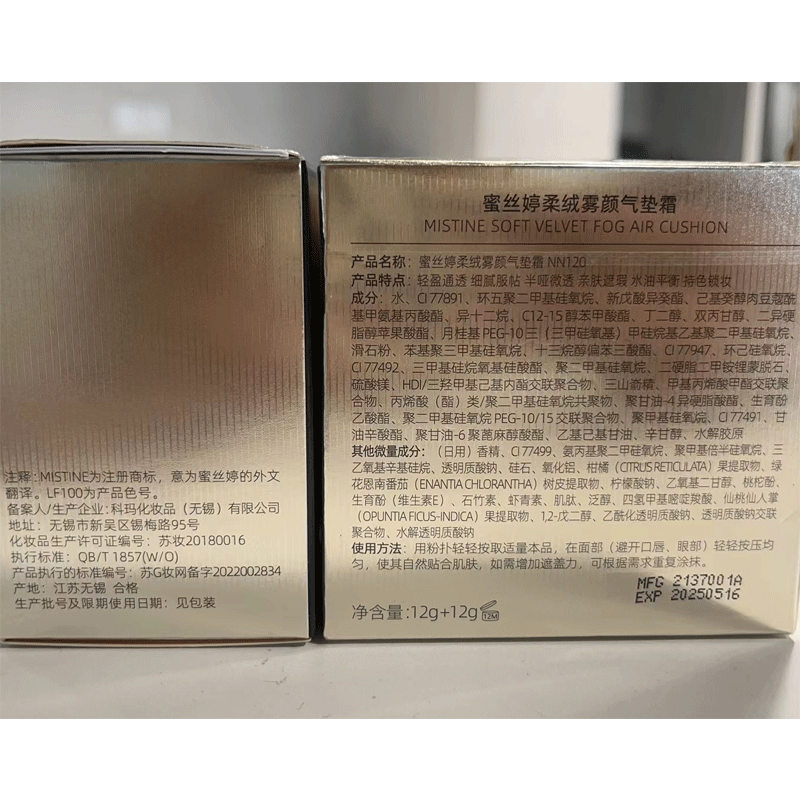 注释: MISTINE为注册商标，意为蜜丝婷的外文
翻译。LF100为产品色号。
备案人/生产企业:科玛化妆品（无锡）有限公司
地址: 无锡市新吴区锡梅路95号
化妆品生产许可证编号: 苏妆20180016
执行标准: QB/T 1857(W/O)
产品执行的标准编号: 苏G妆网备字2022002834
产地: 江苏无锡 合格
生产批号及限期使用日期: 见包装
蜜丝婷柔绒雾颜气垫霜
MISTINE SOFT VELVET FOG AIR CUSHION
产品名称: 蜜丝婷柔绒雾颜气垫霜 NN120
产品特点: 轻盈通透 细腻服帖 半哑微透 亲肤遮瑕 水油平衡 持色锁妆
成分: 水、CI 77891、环五聚二甲基硅氧烷、新戊酸异癸酯、己基癸醇肉豆蔻酰
基甲氨基丙酸酯、异十二烷、C12-15醇苯甲酸酯、丁二醇、双丙甘醇、二异硬
脂醇苹果酸酯、月桂基 PEG-10 三（三甲硅氧基）甲硅烷基乙基聚二甲基硅氧烷、
滑石粉、苯基聚三甲基硅氧烷、十三烷醇偏苯三酸酯、CI 77947、环己硅氧烷、
CI 77492、三甲基硅烷氧基硅酸酯、聚二甲基硅氧烷、二硬脂二甲铵锂蒙脱石、
硫酸镁、HDI/三羟甲基己基内酯交联聚合物、三山嵛精、甲基丙烯酸甲酯交联聚
合物、丙烯酸（酯）类/聚二甲基硅氧烷共聚物、聚甘油-4 异硬脂酸酯、生育酚
乙酸酯、聚二甲基硅氧烷 PEG-10/15 交联聚合物、聚甲基硅氧烷、CI 77491、甘
油辛酸酯、聚甘油-6 聚蓖麻醇酸酯、乙基己基甘油、辛甘醇、水解胶原
其他微量成分: （日用）香精、CI 77499、氨丙基聚二甲硅氧烷、聚甲基倍半硅氧烷、三
乙氧基辛基硅烷、透明质酸钠、硅石、氧化铝、柑橘（CITRUS RETICULATA）果提取物、绿
花恩南番茄（ENANTIA CHLORANTHA）树皮提取物、柠檬酸钠、乙氧基二甘醇、桃柁酚、
生育酚（维生素E）、石竹素、虾青素、肌肽、泛醇、四氢甲基嘧啶羧酸、仙桃仙人掌
（OPUNTIA FICUS-INDICA）果提取物、1,2-戊二醇、乙酰化透明质酸钠、透明质酸钠交联
聚合物、水解透明质酸钠
使用方法: 用粉扑轻轻按取适量本品，在面部（避开口唇、眼部）轻轻按压均
匀，使其自然贴合肌肤，如需增加遮盖力，可根据需求重复涂抹。
MFG 2137001A
EXP 20250516
净含量: 12g+12g 12M